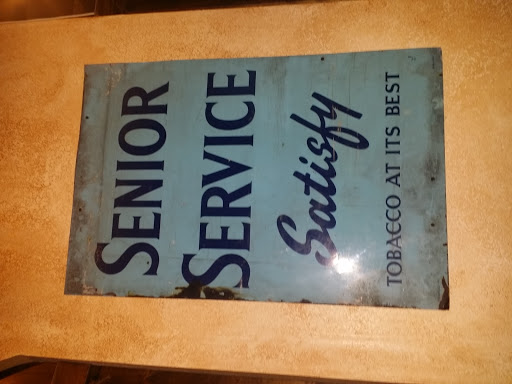 SENIOR
SERVICE
Satisfy
TOBACCO AT ITS BEST